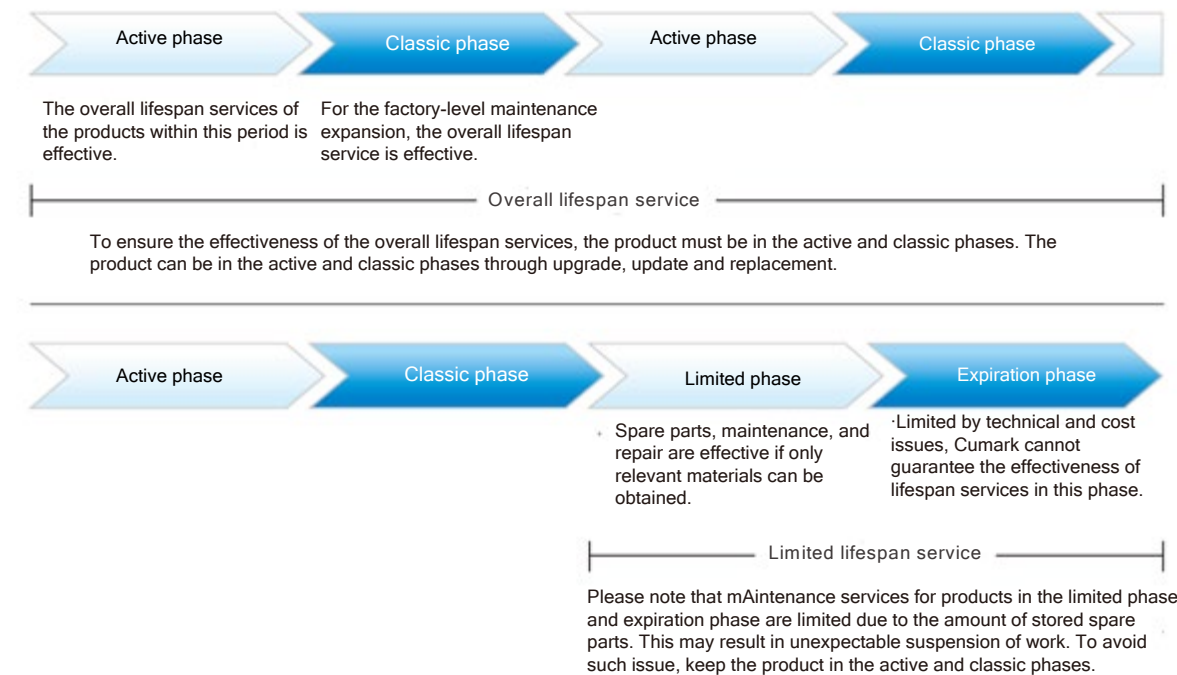 Active phase
Classic phase
Active phase
Classic phase
The overall lifespan services of
the products within this period is
effective.
For the factory-level maintenance
expansion, the overall lifespan
service is effective.
Overall lifespan service
To ensure the effectiveness of the overall lifespan services, the product must be in the active and classic phases. The
product can be in the active and classic phases through upgrade, update and replacement.
Active phase
Classic phase
Limited phase
Expiration phase
Spare parts, maintenance, and
repair are effective if only
relevant materials can be
obtained.
·Limited by technical and cost
issues, Cumark cannot
guarantee the effectiveness of
lifespan services in this phase.
Limited lifespan service
Please note that mAintenance services for products in the limited phase
and expiration phase are limited due to the amount of stored spare
parts. This may result in unexpectable suspension of work. To avoid
such issue, keep the product in the active and classic phases.